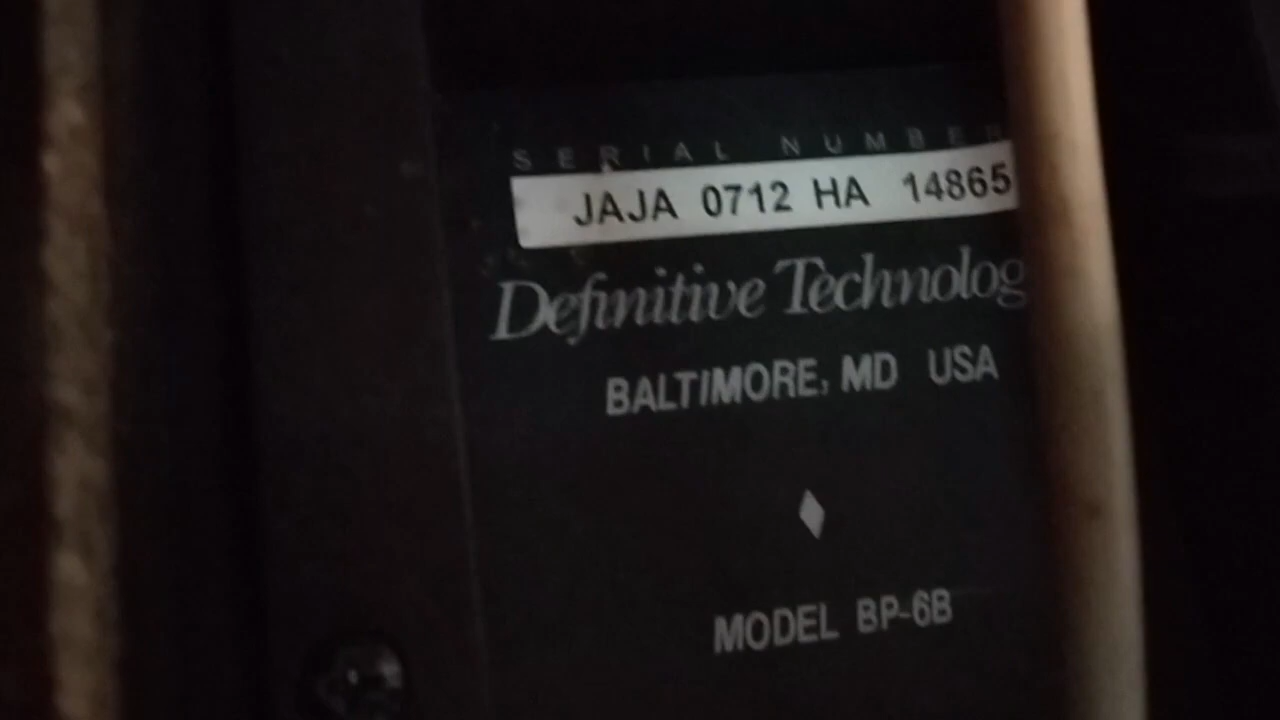 SERIAL NUMBER
JAJA 0712 HA 14865
Definitive Technolog
BALTIMORE, MD USA
MODEL BP-6B